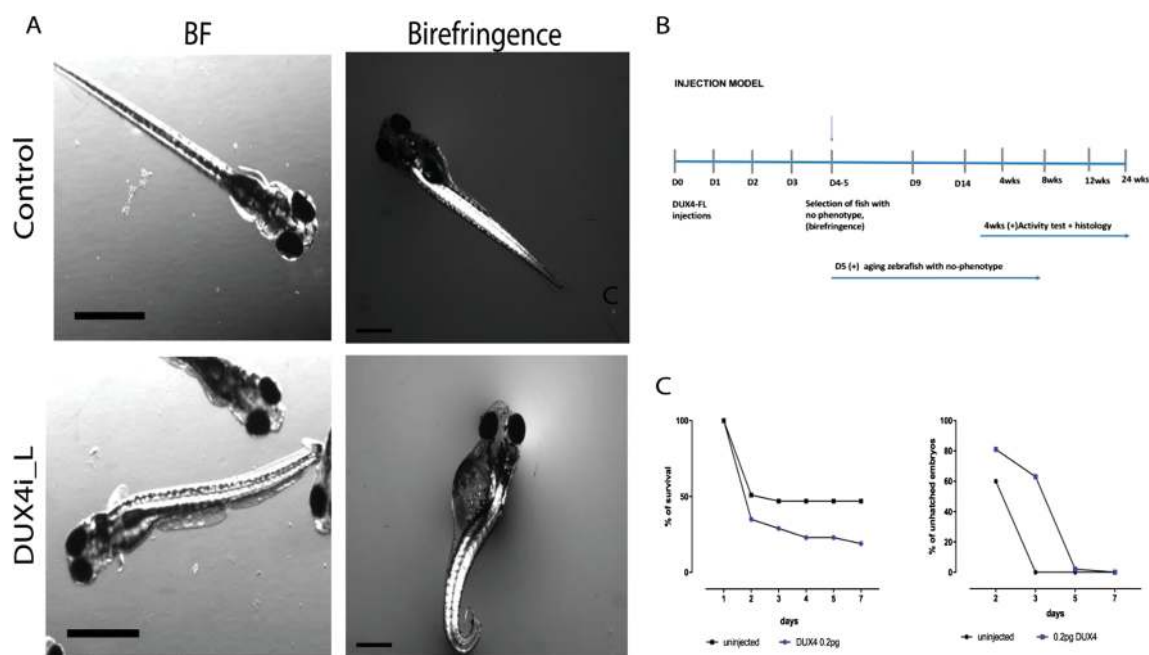 A
BF
Birefringence
Control
C
DUX4i_L
B
INJECTION MODEL
D0
D1
D2
D3
D4-5
D9
D14
4wks
8wks
12wks
24 wks
DUX4-FL
injections
Selection of fish with
no phenotype,
(birefringence)
4wks (+)Activity test + histology
D5 (+) aging zebrafish with no-phenotype
C
% of survival
100
50
0
1
2
3
4
5
7
days
uninjected
DUX4 0.2pg
% of unhatched embryos
100
80
60
40
20
0
2
3
5
7
days
uninjected
0.2pg DUX4